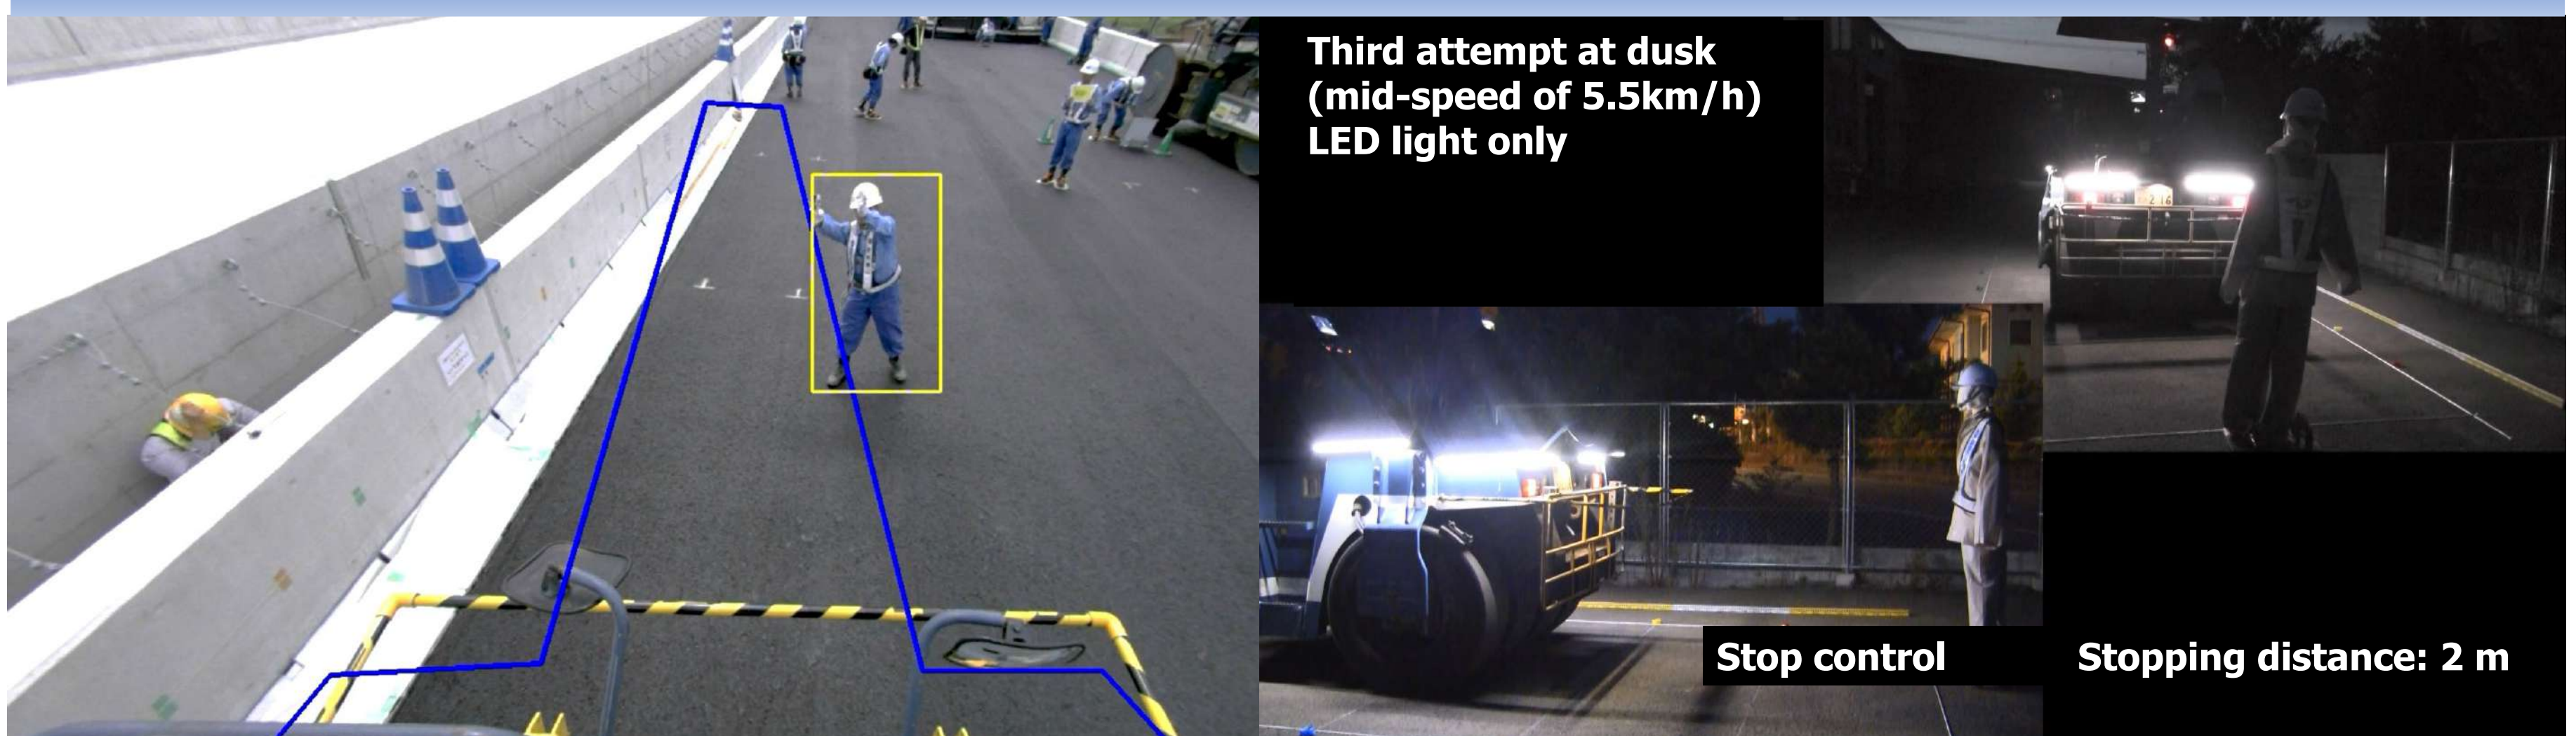 Third attempt at dusk
(mid-speed of 5.5km/h)
LED light only
Stop control
Stopping distance: 2 m